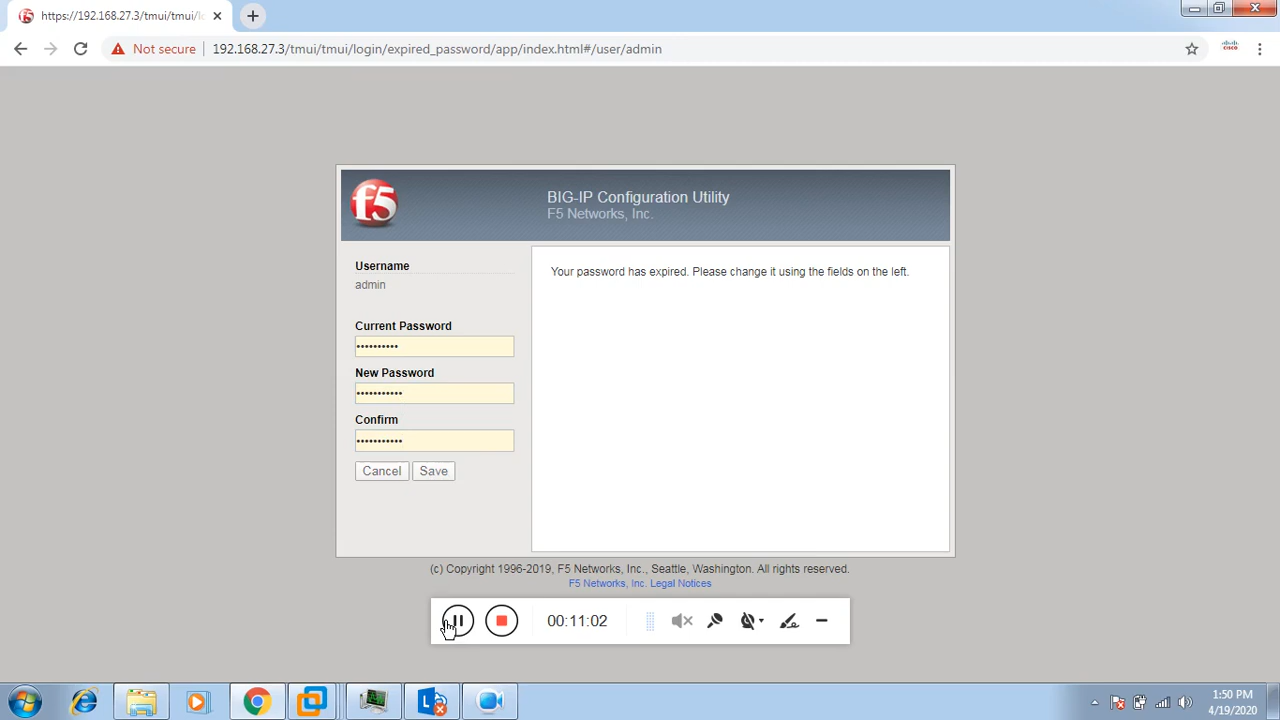 https://192.168.27.3/tmui/tmui/l
Not secure
192.168.27.3/tmui/tmui/login/expired_password/app/index.html#/user/admin
f5
BIG-IP Configuration Utility
F5 Networks, Inc.
Username
admin
Your password has expired. Please change it using the fields on the left.
Current Password
••••••••••
New Password
•••••••••••
Confirm
•••••••••••
Cancel
Save
(c) Copyright 1996-2019, F5 Networks, Inc., Seattle, Washington. All rights reserved.
F5 Networks, Inc. Legal Notices
00:11:02
1:50 PM
4/19/2020